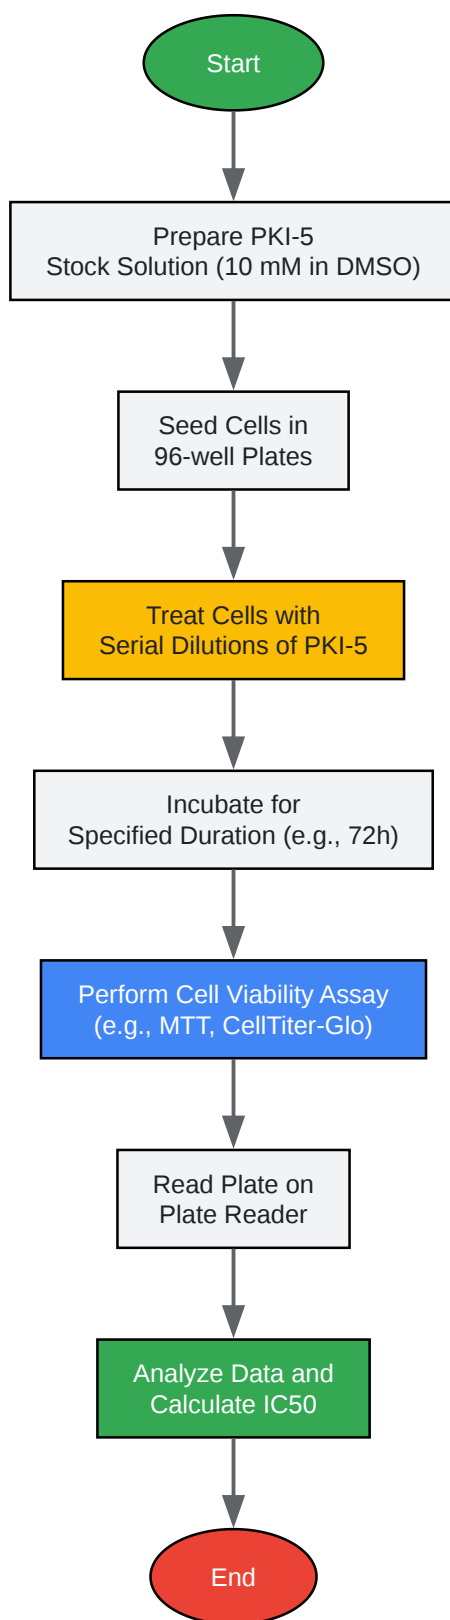 Start
Prepare PKI-5
Stock Solution (10 mM in DMSO)
Seed Cells in
96-well Plates
Treat Cells with
Serial Dilutions of PKI-5
Incubate for
Specified Duration (e.g., 72h)
Perform Cell Viability Assay
(e.g., MTT, CellTiter-Glo)
Read Plate on
Plate Reader
Analyze Data and
Calculate IC50
End